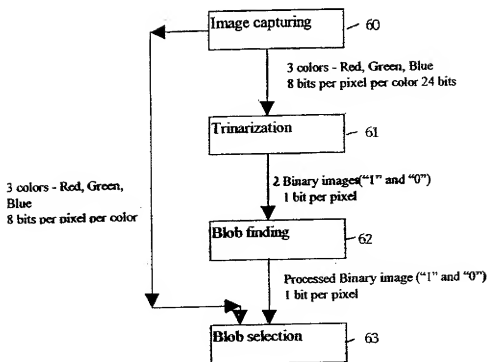 Image capturing
60
3 colors - Red, Green, Blue
8 bits per pixel per color 24 bits
Trinarization
61
2 Binary images("1" and "0")
1 bit per pixel
3 colors - Red, Green,
Blue
8 bits per pixel per color
Blob finding
62
Processed Binary image ("1" and "0")
1 bit per pixel
Blob selection
63